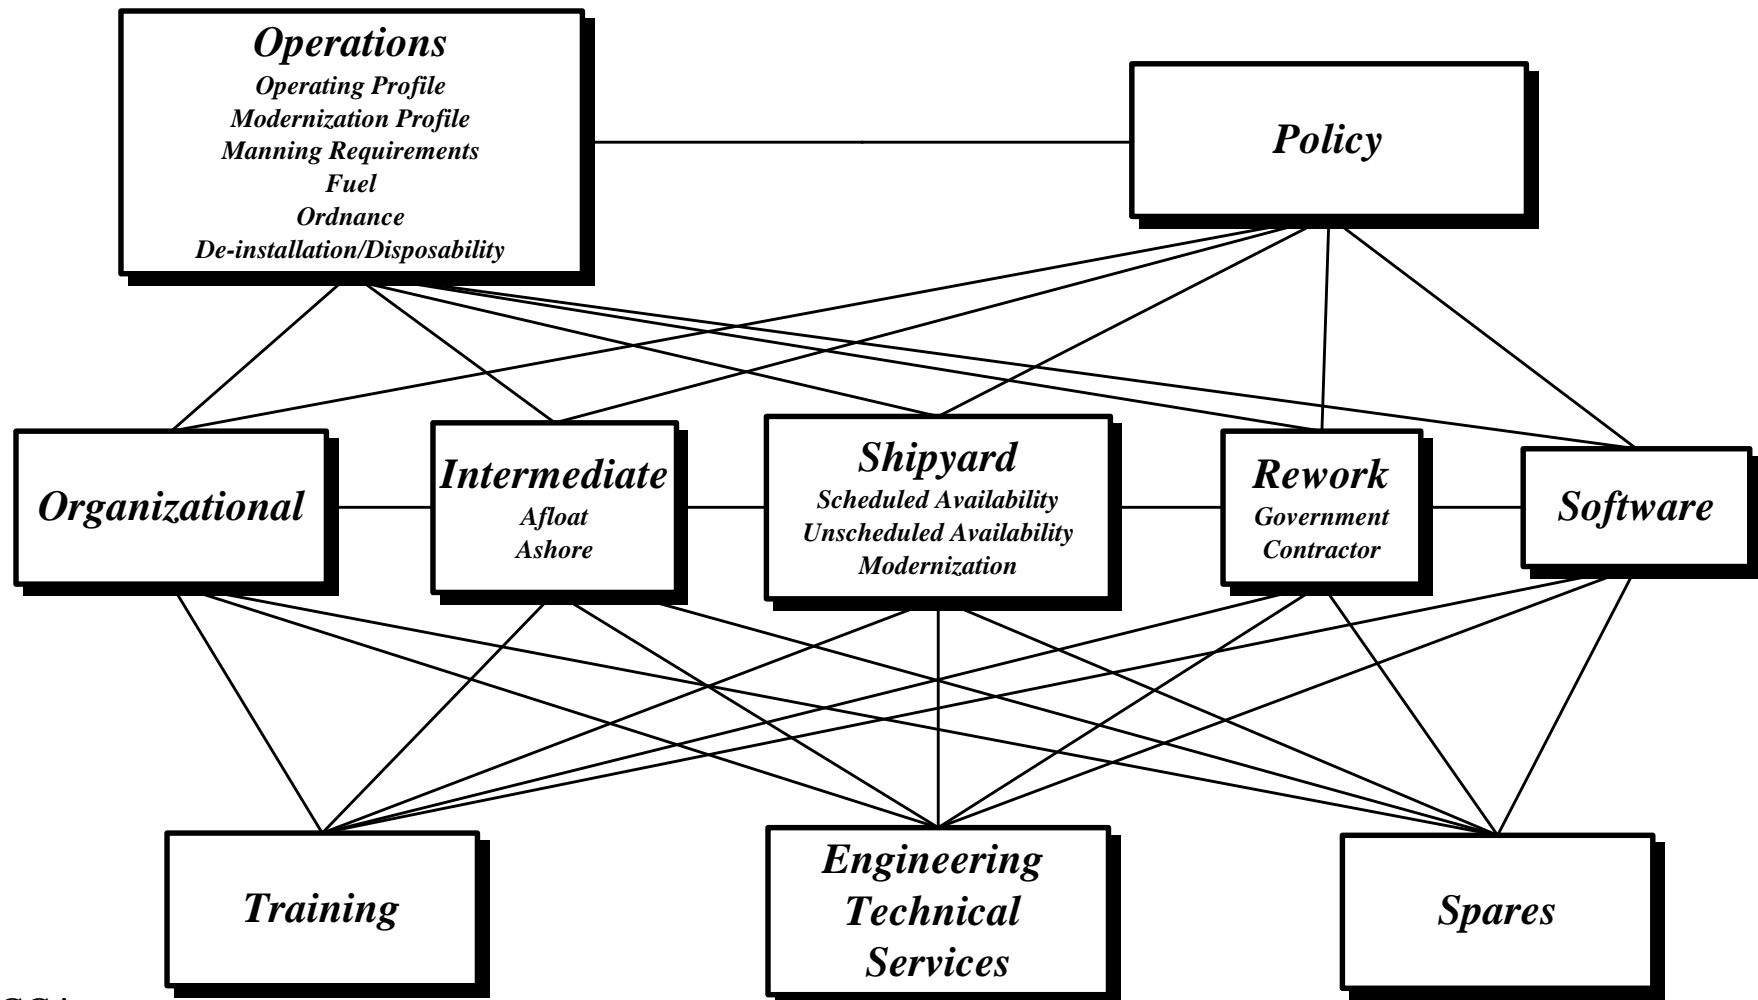 Operations
Operating Profile
Modernization Profile
Manning Requirements
Fuel
Ordnance
De-installation/Disposability
Policy
Organizational
Intermediate
Afloat
Ashore
Shipyard
Scheduled Availability
Unscheduled Availability
Modernization
Rework
Government
Contractor
Software
Training
Engineering
Technical
Services
Spares